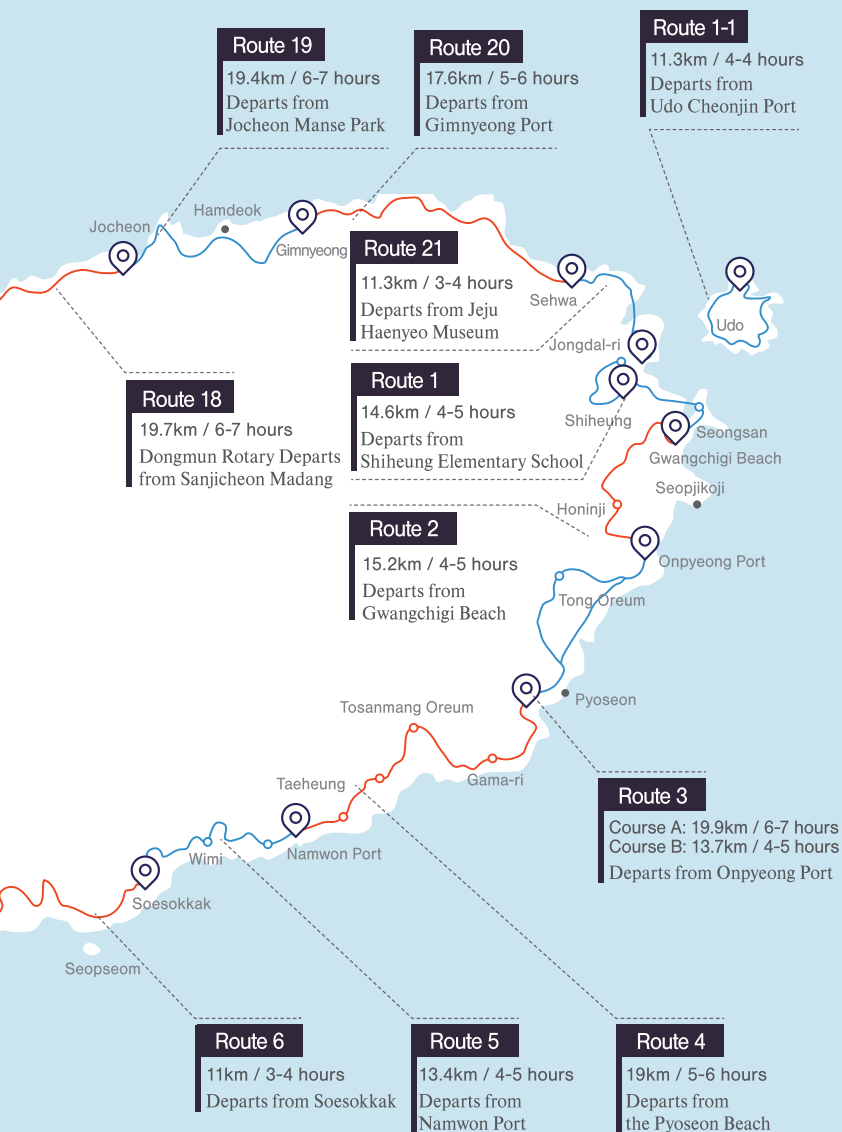 Route 19
19.4km / 6-7 hours
Departs from
Jocheon Manse Park
Route 20
17.6km / 5-6 hours
Departs from
Gimnyeong Port
Route 1-1
11.3km / 4-4 hours
Departs from
Udo Cheonjin Port
Hamdeok
Jocheon
Gimnyeong
Route 21
11.3km / 3-4 hours
Departs from Jeju
Haenyeo Museum
Sehwa
Udo
Jongdal-ri
Route 18
19.7km / 6-7 hours
Dongmun Rotary Departs
from Sanjicheon Madang
Route 1
14.6km / 4-5 hours
Departs from
Shiheung Elementary School
Shiheung
Seongsan
Gwangchigi Beach
Seopjikoji
Honinji
Route 2
15.2km / 4-5 hours
Departs from
Gwangchigi Beach
Onpyeong Port
Tong Oreum
Pyoseon
Tosanmang Oreum
Gama-ri
Taeheung
Route 3
Course A: 19.9km / 6-7 hours
Course B: 13.7km / 4-5 hours
Departs from Onpyeong Port
Namwon Port
Wimi
Soesokkak
Seopseom
Route 6
11km / 3-4 hours
Departs from Soesokkak
Route 5
13.4km / 4-5 hours
Departs from
Namwon Port
Route 4
19km / 5-6 hours
Departs from
the Pyoseon Beach